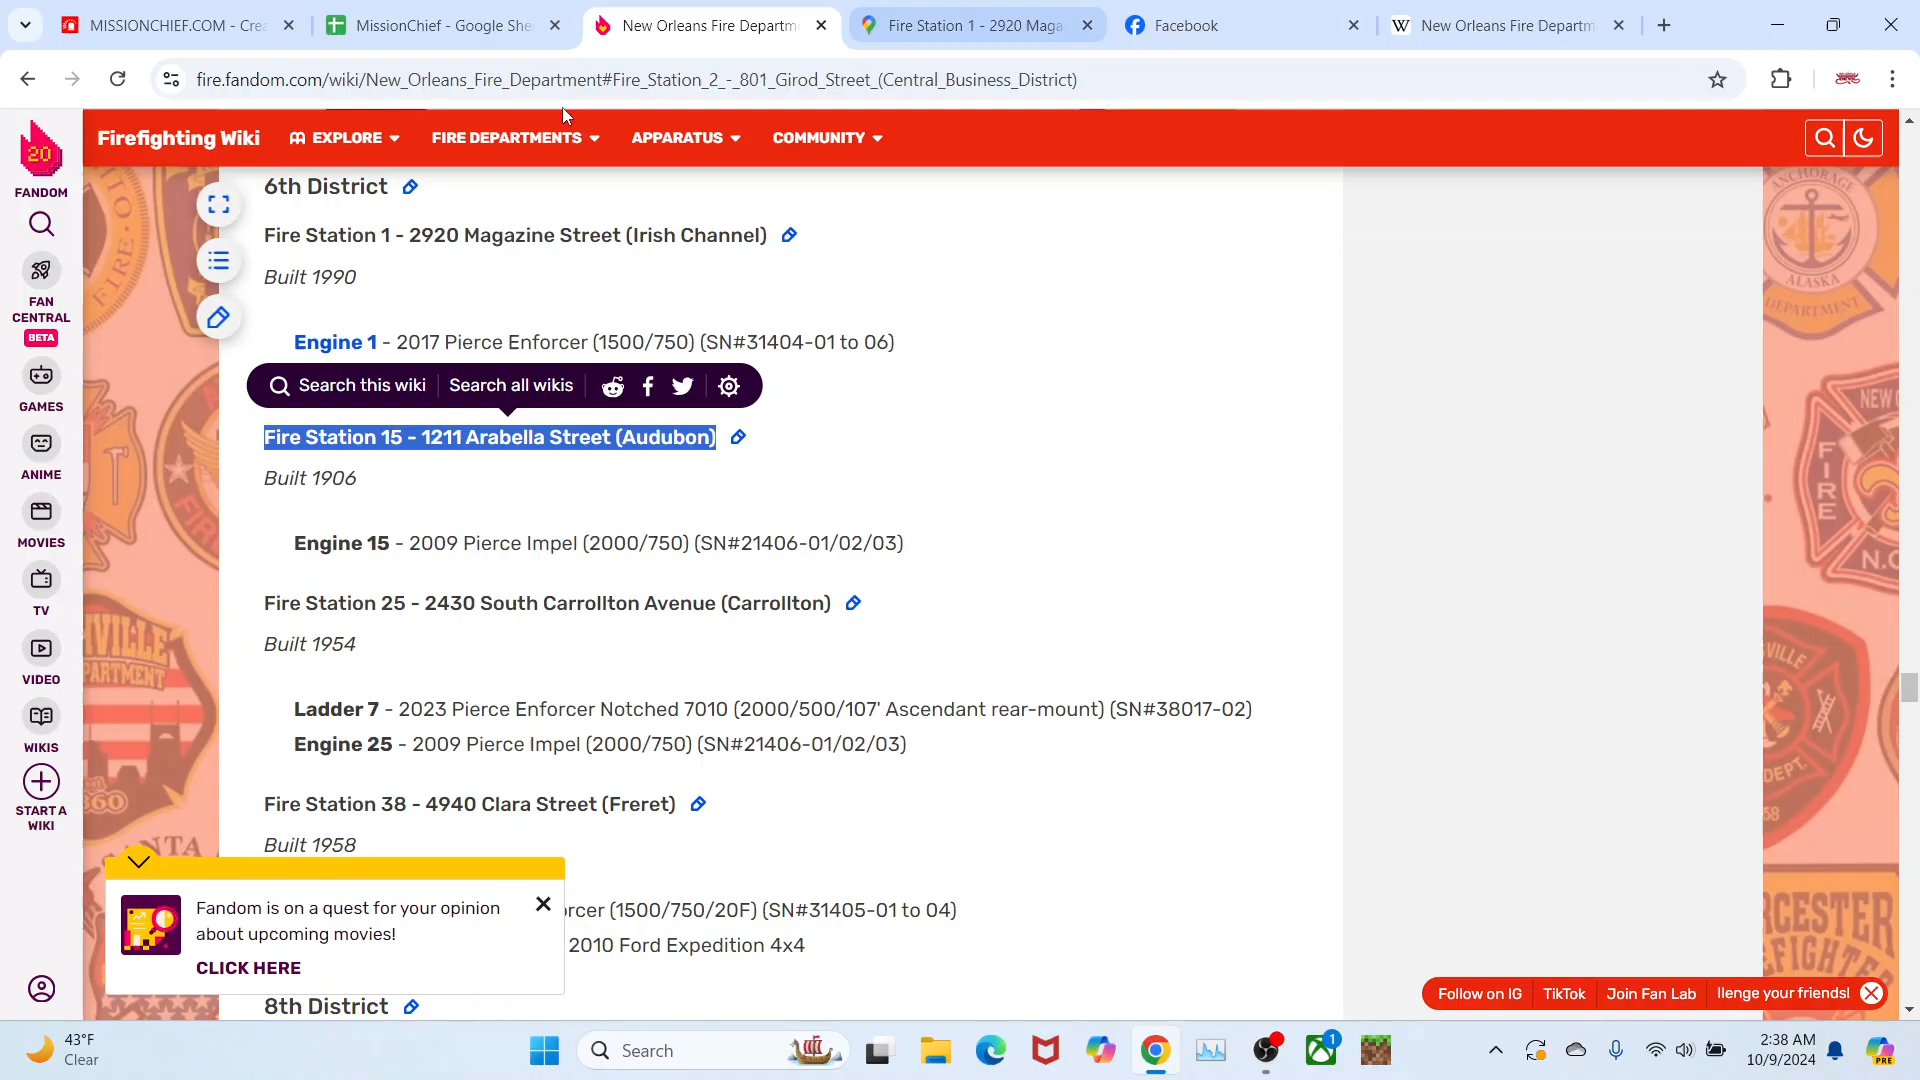 MISSIONCHIEF.COM - Crea
MissionChief - Google She
New Orleans Fire Departm
Fire Station 1 - 2920 Maga
Facebook
W New Orleans Fire Departm
fire.fandom.com/wiki/New_Orleans_Fire_Department#Fire_Station_2_-_801_Girod_Street_(Central_Business_District)
20
FANDOM
Firefighting Wiki
EXPLORE
FIRE DEPARTMENTS
APPARATUS
COMMUNITY
FAN
CENTRAL
BETA
GAMES
ANIME
MOVIES
TV
VIDEO
WIKIS
START A
WIKI
6th District
Fire Station 1 - 2920 Magazine Street (Irish Channel)
Built 1990
Engine 1 - 2017 Pierce Enforcer (1500/750) (SN#31404-01 to 06)
Search this wiki
Search all wikis
Fire Station 15 - 1211 Arabella Street (Audubon)
Built 1906
Engine 15 - 2009 Pierce Impel (2000/750) (SN#21406-01/02/03)
Fire Station 25 - 2430 South Carrollton Avenue (Carrollton)
Built 1954
Ladder 7 - 2023 Pierce Enforcer Notched 7010 (2000/500/107' Ascendant rear-mount) (SN#38017-02)
Engine 25 - 2009 Pierce Impel (2000/750) (SN#21406-01/02/03)
Fire Station 38 - 4940 Clara Street (Freret)
Built 1958
orcer (1500/750/20F) (SN#31405-01 to 04)
2010 Ford Expedition 4x4
8th District
Fandom is on a quest for your opinion
about upcoming movies!
CLICK HERE
ANCHORAGE
FIRE
ALASKA
DEPARTMENT
Follow on IG
TikTok
Join Fan Lab
llenge your friends!
43°F
Clear
Search
1
2:38 AM
10/9/2024
PRE